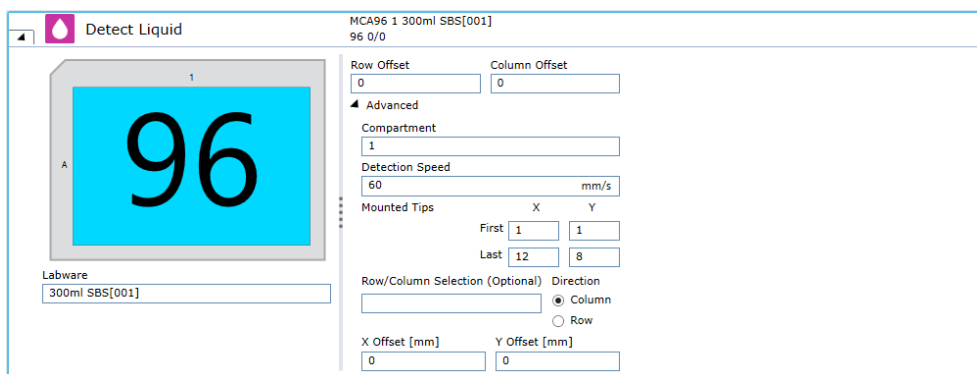 Detect Liquid
MCA96 1 300ml SBS[001]
96 0/0
1
A
96
Labware
300ml SBS[001]
Row Offset Column Offset
0 0
Advanced
Compartment
1
Detection Speed
60 mm/s
Mounted Tips X Y
First 1 1
Last 12 8
Row/Column Selection (Optional) Direction
Column
Row
X Offset [mm] Y Offset [mm]
0 0